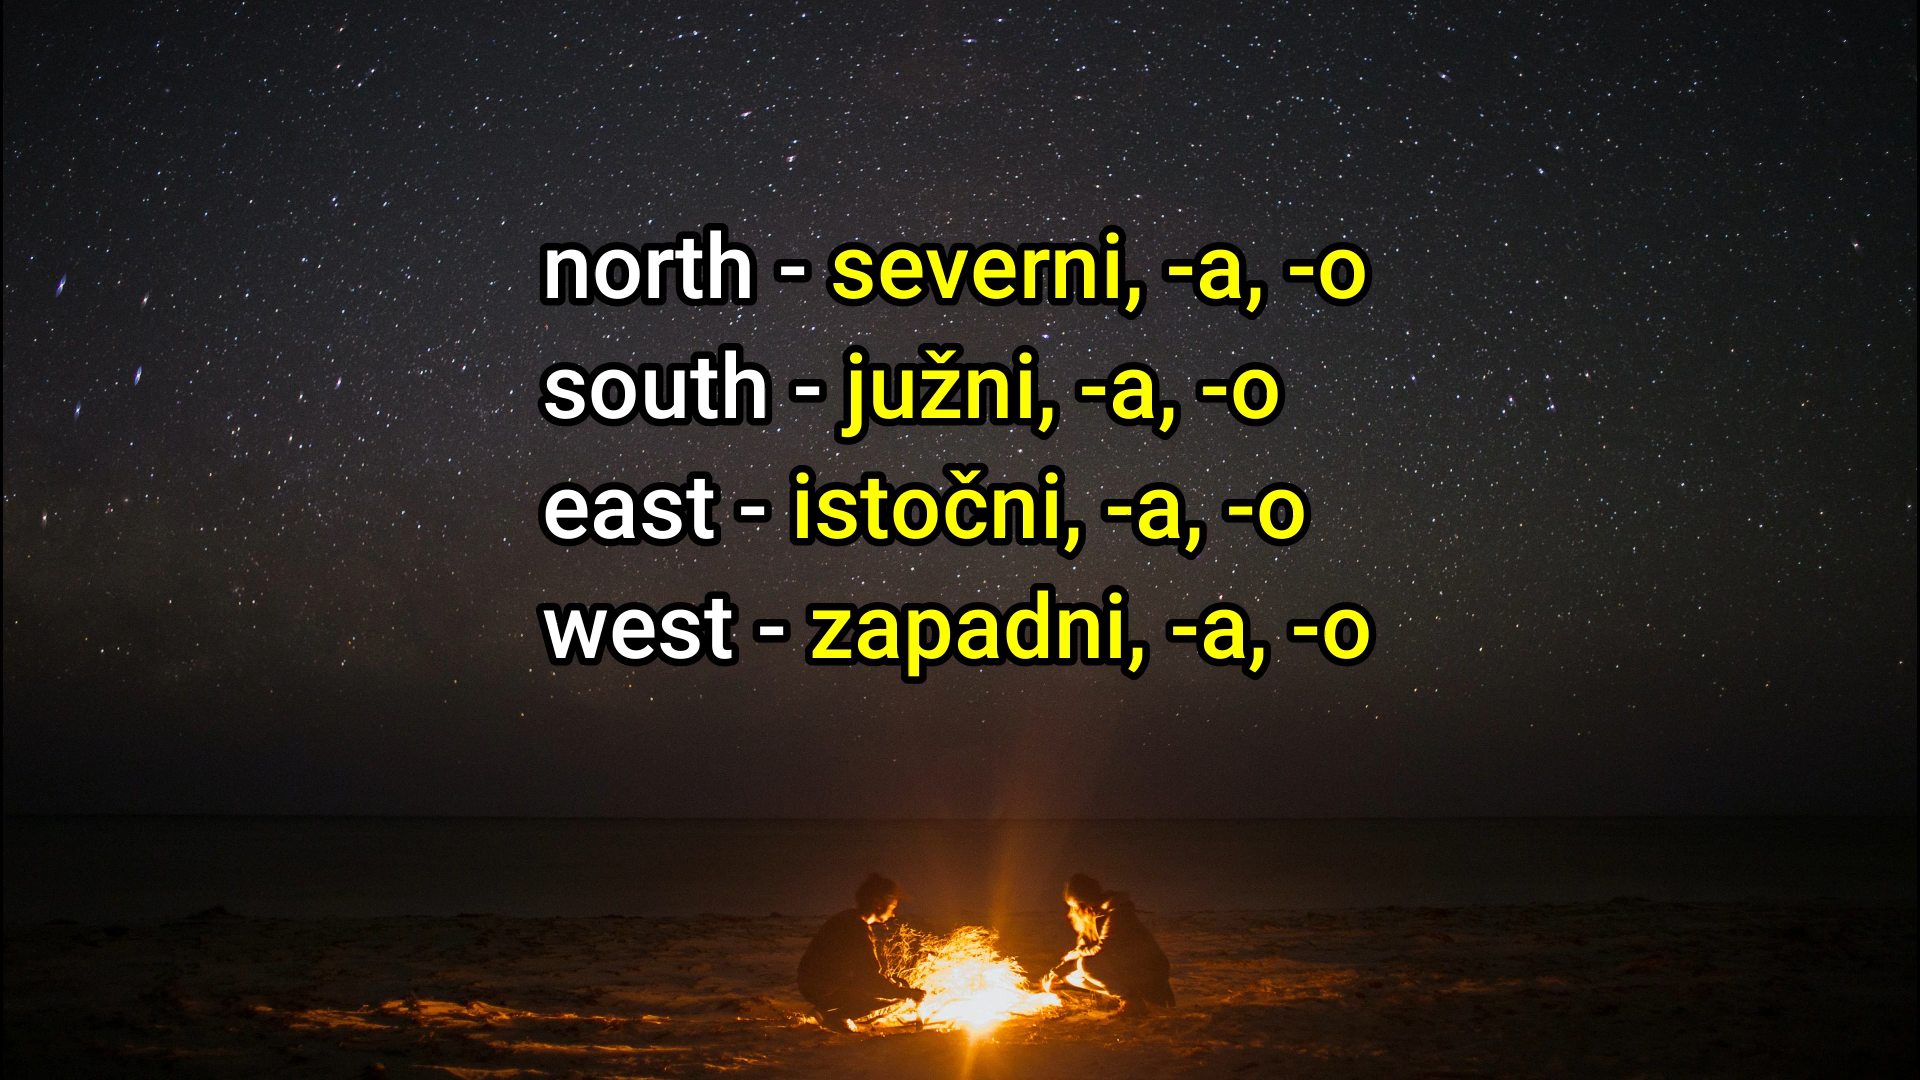 north - severni, -a, -o
south - južni, -a, -o
east - istočni, -a, -o
west - zapadni, -a, -o